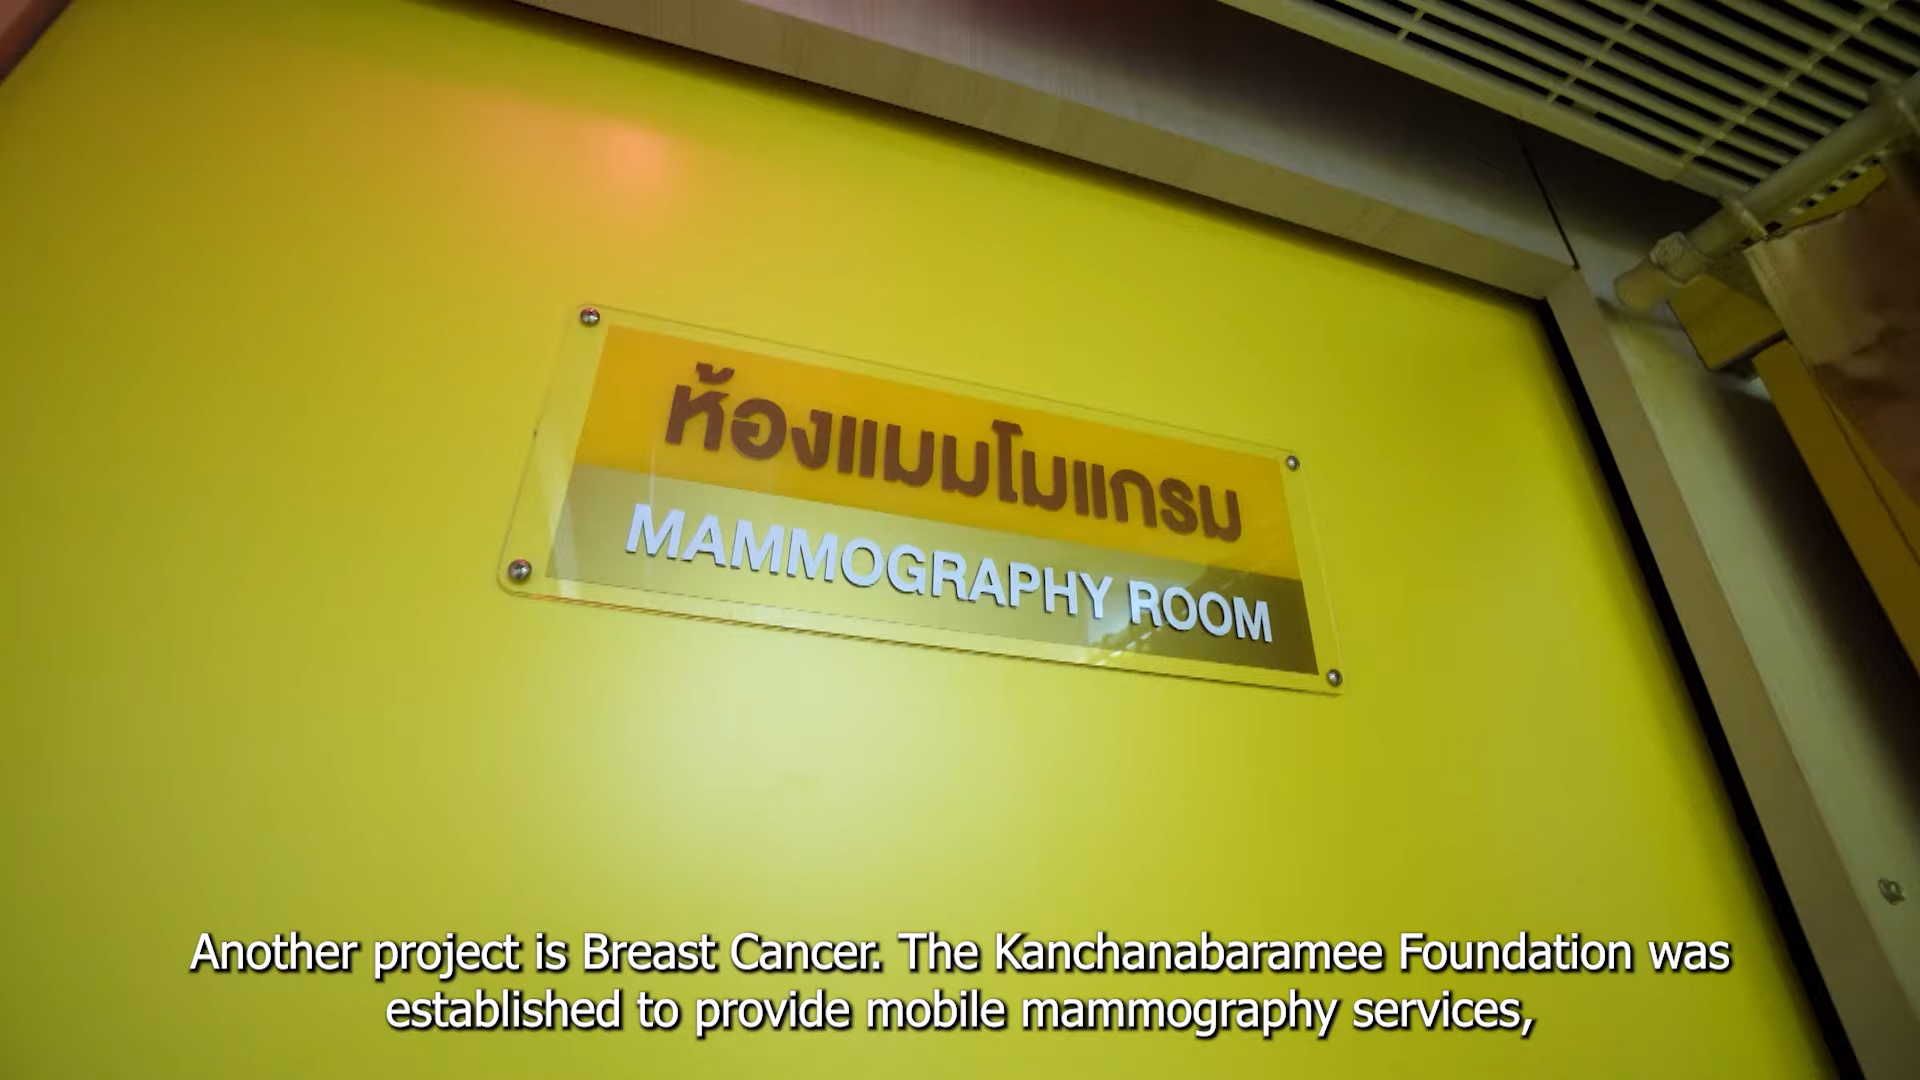 ห้องแมมโมแกรม
MAMMOGRAPHY ROOM
Another project is Breast Cancer. The Kanchanabaramee Foundation was
established to provide mobile mammography services,